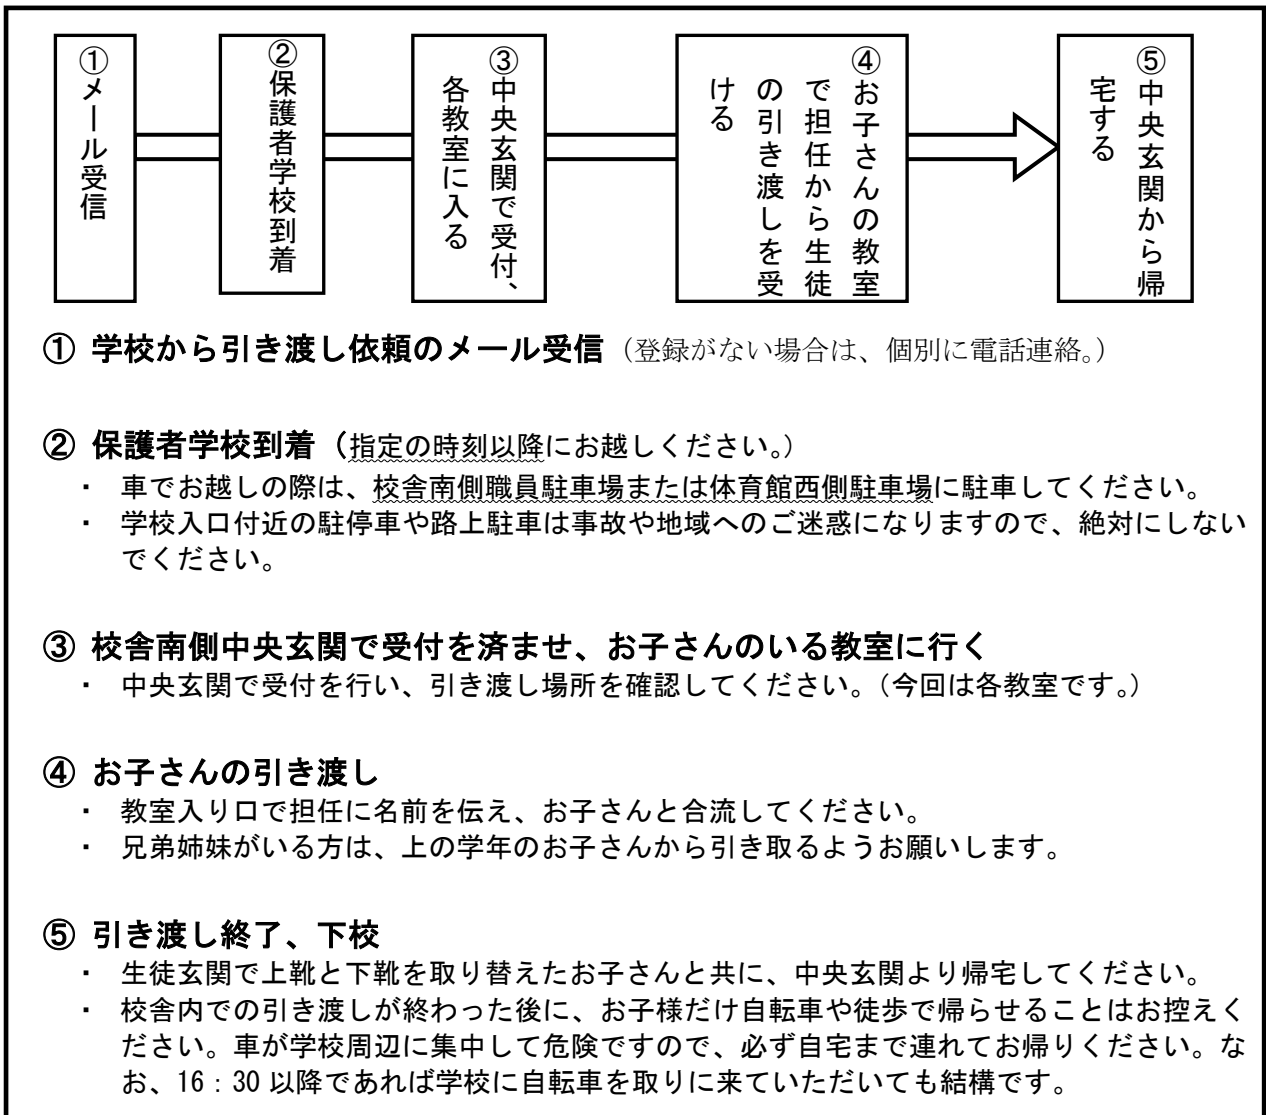 ①メール受信
②保護者学校到着
③中央玄関で受付、
各教室に入る
④お子さんの教室
で担任から生徒
の引き渡しを受
ける
⑤中央玄関から帰
宅する
① 学校から引き渡し依頼のメール受信（登録がない場合は、個別に電話連絡。）
② 保護者学校到着（指定の時刻以降にお越しください。）
・ 車でお越しの際は、校舎南側職員駐車場または体育館西側駐車場に駐車してください。
・ 学校入口付近の駐停車や路上駐車は事故や地域へのご迷惑になりますので、絶対にしない
でください。
③ 校舎南側中央玄関で受付を済ませ、お子さんのいる教室に行く
・ 中央玄関で受付を行い、引き渡し場所を確認してください。（今回は各教室です。）
④ お子さんの引き渡し
・ 教室入り口で担任に名前を伝え、お子さんと合流してください。
・ 兄弟姉妹がいる方は、上の学年のお子さんから引き取るようお願いします。
⑤ 引き渡し終了、下校
・ 生徒玄関で上靴と下靴を取り替えたお子さんと共に、中央玄関より帰宅してください。
・ 校舎内での引き渡しが終わった後に、お子様だけ自転車や徒歩で帰らせることはお控えく
ださい。車が学校周辺に集中して危険ですので、必ず自宅まで連れてお帰りください。な
お、16：30 以降であれば学校に自転車を取りに来ていただいても結構です。